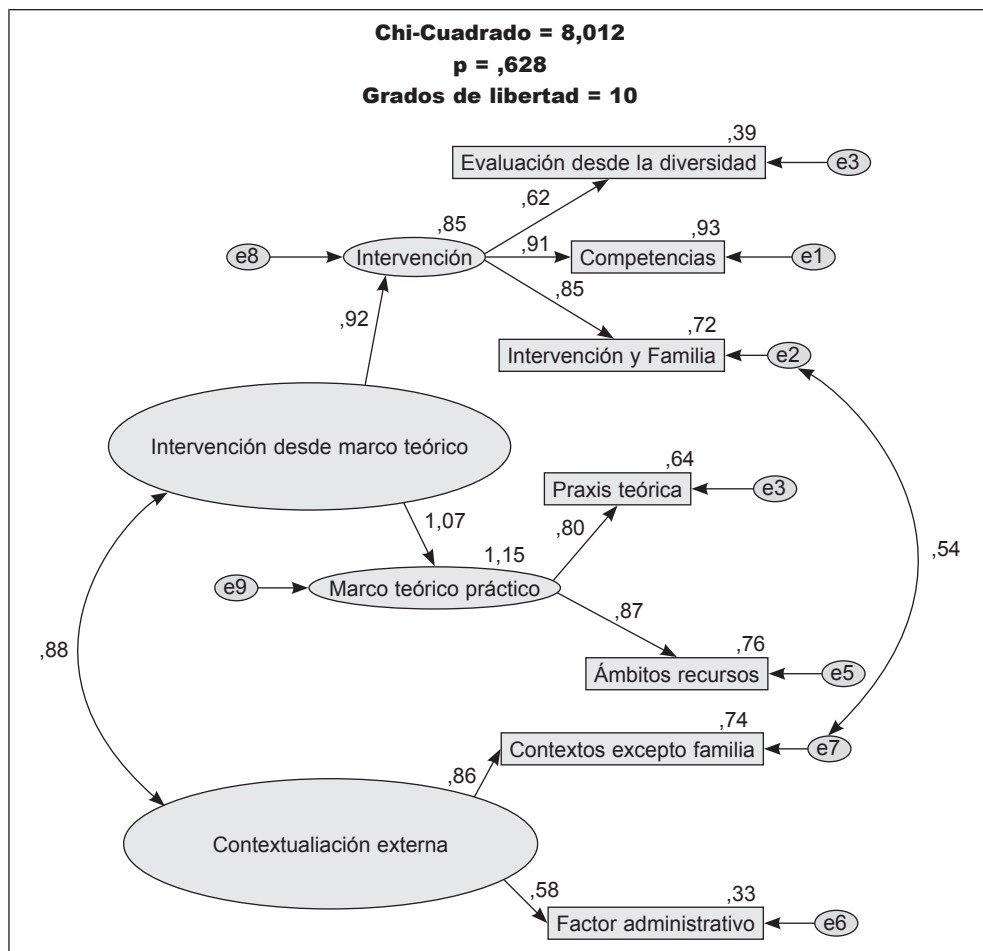 Chi-Cuadrado = 8,012
p = ,628
Grados de libertad = 10
,39
Evaluación desde la diversidad
e3
,62
,85
,93
e8
Intervención
,91
Competencias
e1
,85
,92
,72
Intervención y Familia
e2
Intervención desde marco teórico
,64
Praxis teórica
e3
1,07
,80
,54
1,15
e9
Marco teórico práctico
,87
,88
,76
Ámbitos recursos
e5
,74
Contextos excepto familia
e7
,86
Contextualiación externa
,58
,33
Factor administrativo
e6